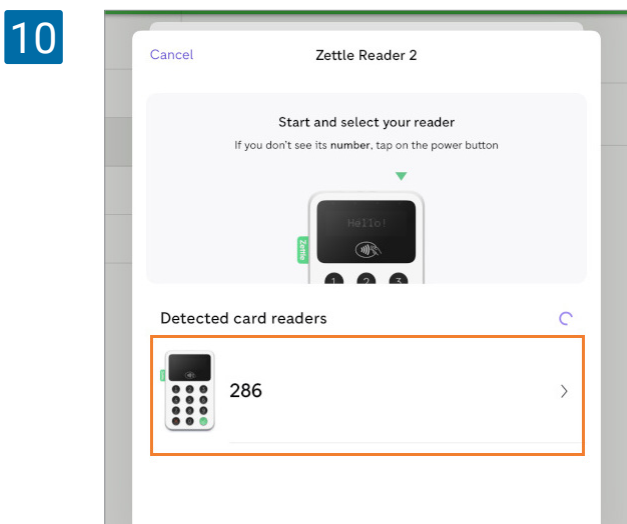 10
Cancel
Zettle Reader 2
Start and select your reader
If you don't see its number, tap on the power button
Hello!
Zettle
1 2 3
Detected card readers
286